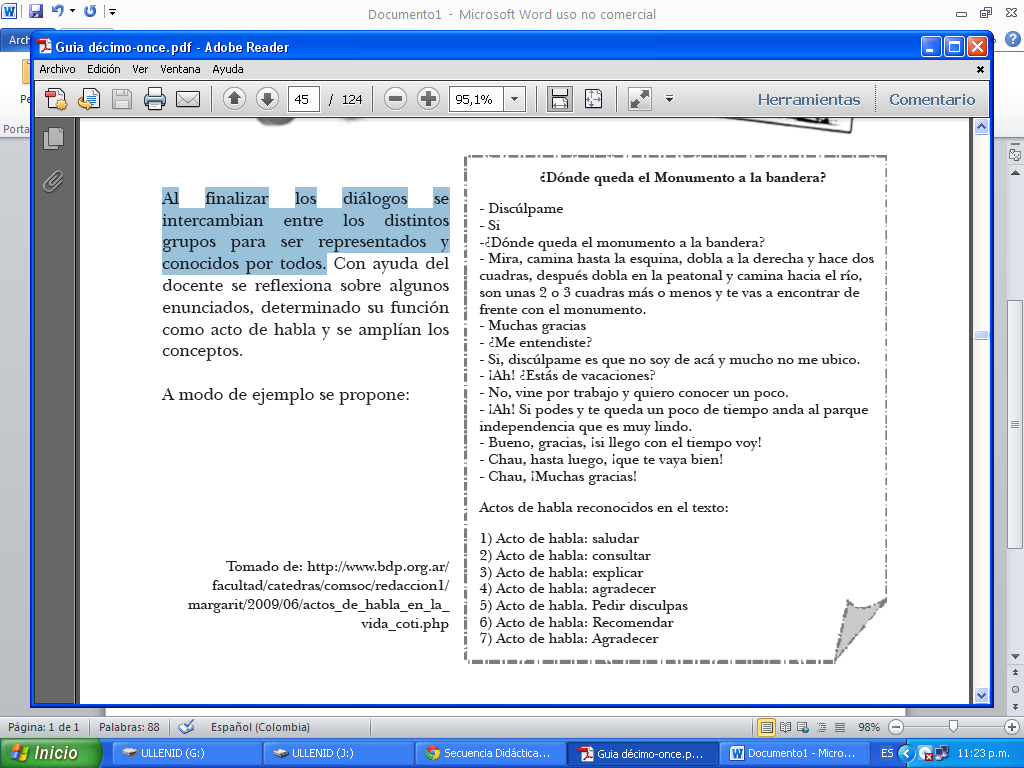 Documento1 - Microsoft Word uso no comercial
Guia décimo-once.pdf - Adobe Reader
Archivo Edición Ver Ventana Ayuda
45 / 124 95,1% Herramientas Comentario
Al finalizar los diálogos se
intercambian entre los distintos
grupos para ser representados y
conocidos por todos. Con ayuda del
docente se reflexiona sobre algunos
enunciados, determinado su función
como acto de habla y se amplían los
conceptos.
A modo de ejemplo se propone:
Tomado de: http://www.bdp.org.ar/
facultad/catedras/comsoc/redaccion1/
margarit/2009/06/actos_de_habla_en_la_
vida_coti.php
¿Dónde queda el Monumento a la bandera?
- Discúlpame
- Si
-¿Dónde queda el monumento a la bandera?
- Mira, camina hasta la esquina, dobla a la derecha y hace dos
cuadras, después dobla en la peatonal y camina hacia el río,
son unas 2 o 3 cuadras más o menos y te vas a encontrar de
frente con el monumento.
- Muchas gracias
- ¿Me entendiste?
- Si, discúlpame es que no soy de acá y mucho no me ubico.
- ¡Ah! ¿Estás de vacaciones?
- No, vine por trabajo y quiero conocer un poco.
- ¡Ah! Si podes y te queda un poco de tiempo anda al parque
independencia que es muy lindo.
- Bueno, gracias, ¡si llego con el tiempo voy!
- Chau, hasta luego, ¡que te vaya bien!
- Chau, ¡Muchas gracias!
Actos de habla reconocidos en el texto:
1) Acto de habla: saludar
2) Acto de habla: consultar
3) Acto de habla: explicar
4) Acto de habla: agradecer
5) Acto de habla. Pedir disculpas
6) Acto de habla: Recomendar
7) Acto de habla: Agradecer
Página: 1 de 1 Palabras: 88 Español (Colombia) 98%
Inicio ULLENID (G:) ULLENID (J:) Secuencia Didáctica... Guia décimo-once.p... Documento1 - Micro... ES 11:23 p.m.